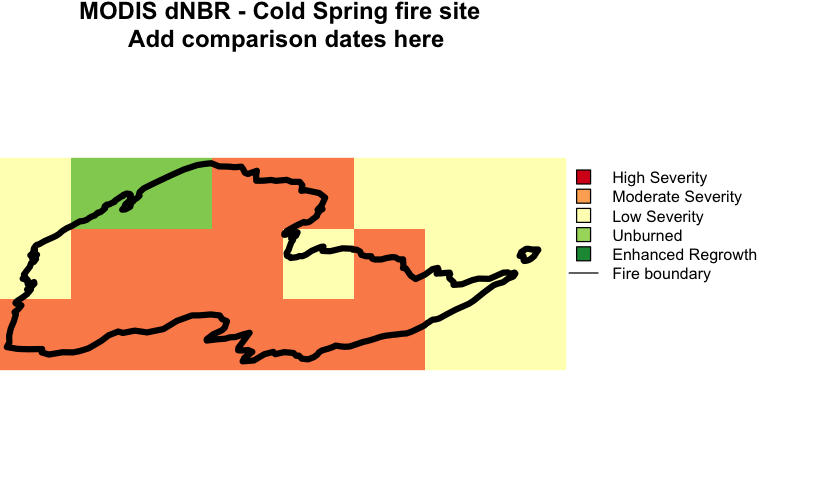 MODIS dNBR - Cold Spring fire site
Add comparison dates here
High Severity
Moderate Severity
Low Severity
Unburned
Enhanced Regrowth
Fire boundary